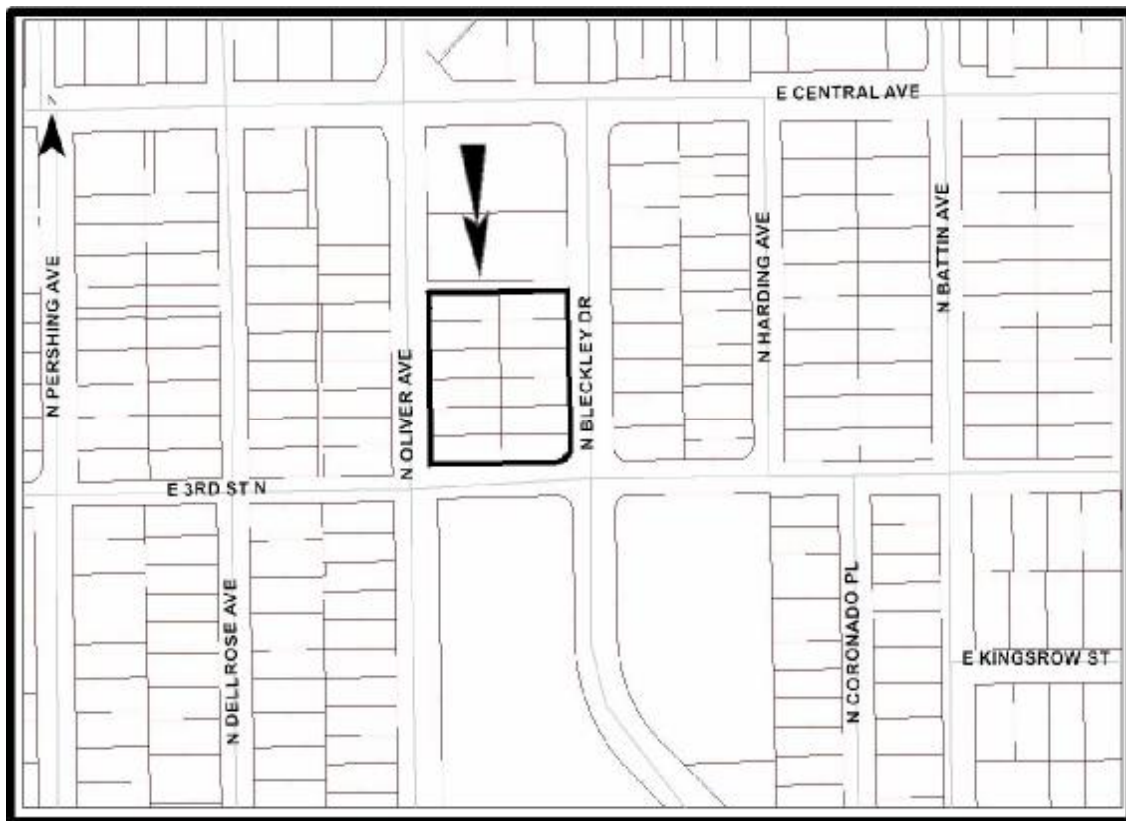 E CENTRAL AVE
N
N PERSHING AVE
N OLIVER AVE
N BLECKLEY DR
N HARDING AVE
N BATTIN AVE
E 3RD ST N
N DELLROSE AVE
N CORONADO PL
E KINGSROW ST